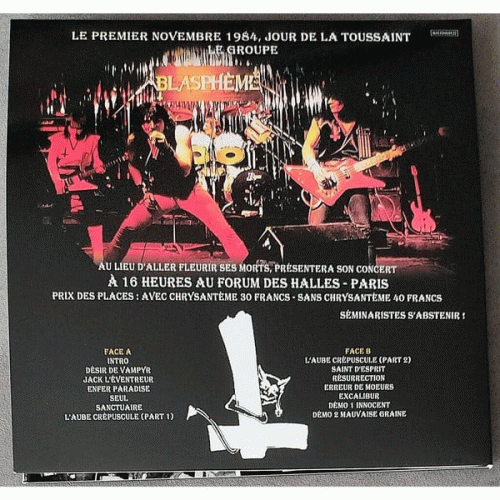 LE PREMIER NOVEMBRE 1984, JOUR DE LA TOUSSAINT
LE GROUPE
BLASPHÈME
AU LIEU D'ALLER FLEURIR SES MORTS, PRÉSENTERA SON CONCERT
À 16 HEURES AU FORUM DES HALLES - PARIS
PRIX DES PLACES : AVEC CHRYSANTÈME 30 FRANCS - SANS CHRYSANTÈME 40 FRANCS
SÉMINARISTES S'ABSTENIR !
FACE A
INTRO
DÉSIR DE VAMPYR
JACK L'ÉVENTREUR
ENFER PARADISE
SEUL
SANCTUAIRE
L'AUBE CRÉPUSCULE (PART 1)
FACE B
L'AUBE CRÉPUSCULE (PART 2)
SAINT D'ESPRIT
RÉSURRECTION
ERREUR DE MOEURS
EXCALIBUR
DÉMO 1 INNOCENT
DÉMO 2 MAUVAISE GRAINE